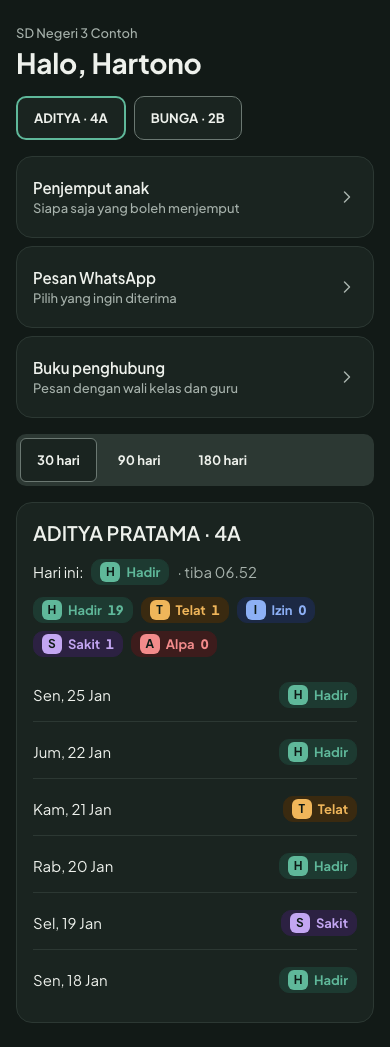 SD Negeri 3 Contoh
Halo, Hartono
ADITYA · 4A
BUNGA · 2B
Penjemput anak
Siapa saja yang boleh menjemput
Pesan WhatsApp
Pilih yang ingin diterima
Buku penghubung
Pesan dengan wali kelas dan guru
30 hari 90 hari 180 hari
ADITYA PRATAMA · 4A
Hari ini: H Hadir · tiba 06.52
H Hadir 19 T Telat 1 I Izin 0
S Sakit 1 A Alpa 0
Sen, 25 Jan H Hadir
Jum, 22 Jan H Hadir
Kam, 21 Jan T Telat
Rab, 20 Jan H Hadir
Sel, 19 Jan S Sakit
Sen, 18 Jan H Hadir